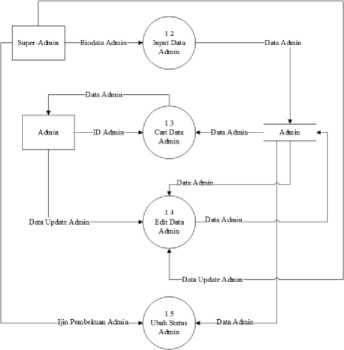 1.2
Super-Admin Biodata Admin Input Data Data Admin
Admin
Data Admin
1.3
Admin ID Admin Cari Data Data Admin Admin
Admin
Data Admin
1.4
Data Update Admin Edit Data Data Admin
Admin
Data Update Admin
1.5
Ijin Pembekuan Admin Ubah Status Data Admin
Admin